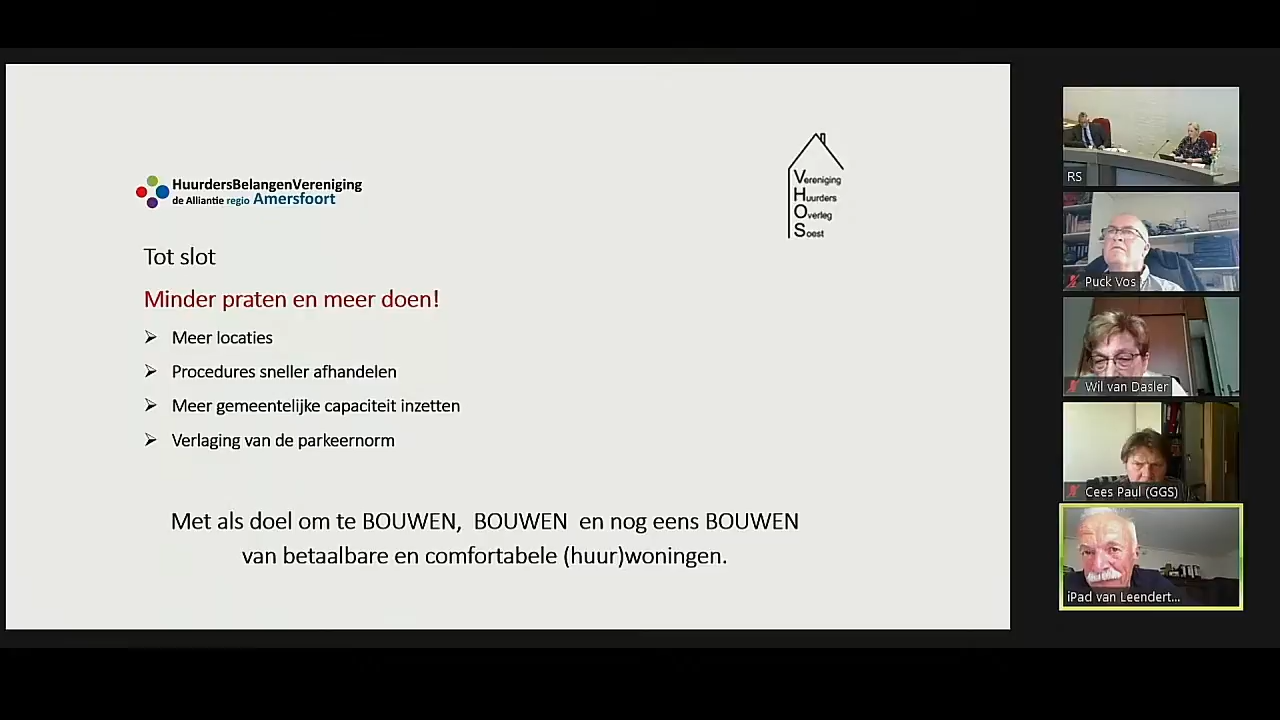 HuurdersBelangenVereniging
de Alliantie regio Amersfoort
Vereniging
Huurders
Overleg
Soest
Tot slot
Minder praten en meer doen!
Meer locaties
Procedures sneller afhandelen
Meer gemeentelijke capaciteit inzetten
Verlaging van de parkeernorm
Met als doel om te BOUWEN, BOUWEN en nog eens BOUWEN
van betaalbare en comfortabele (huur)woningen.
RS
Puck Vos
Wil van Dasler
Cees Paul (GGS)
iPad van Leendert...